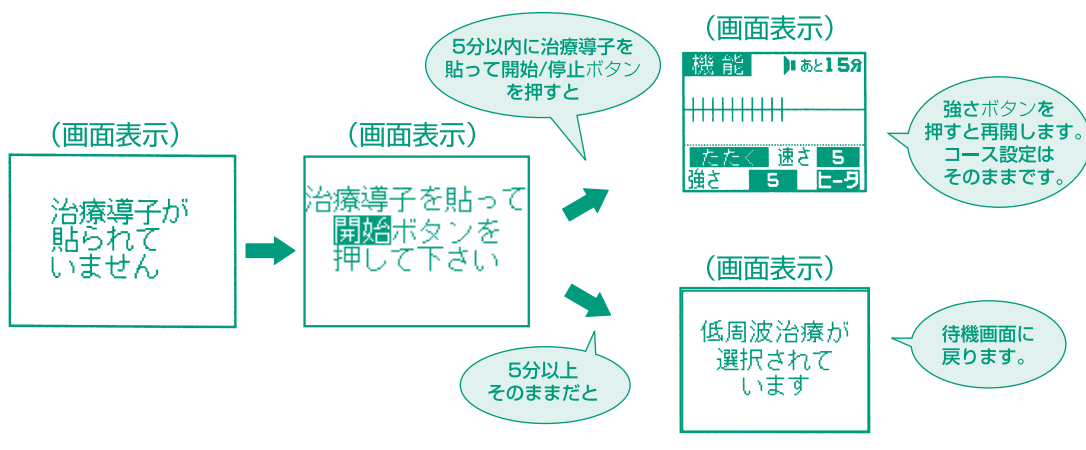 (画面表示)
治療導子が
貼られて
いません
(画面表示)
治療導子を貼って
開始ボタンを
押して下さい
5分以内に治療導子を
貼って開始/停止ボタン
を押すと
(画面表示)
機能 あと15分
たたく 速さ 5
強さ 5 ヒータ
強さボタンを
押すと再開します。
コース設定は
そのままです。
5分以上
そのままだと
(画面表示)
低周波治療が
選択されて
います
待機画面に
戻ります。